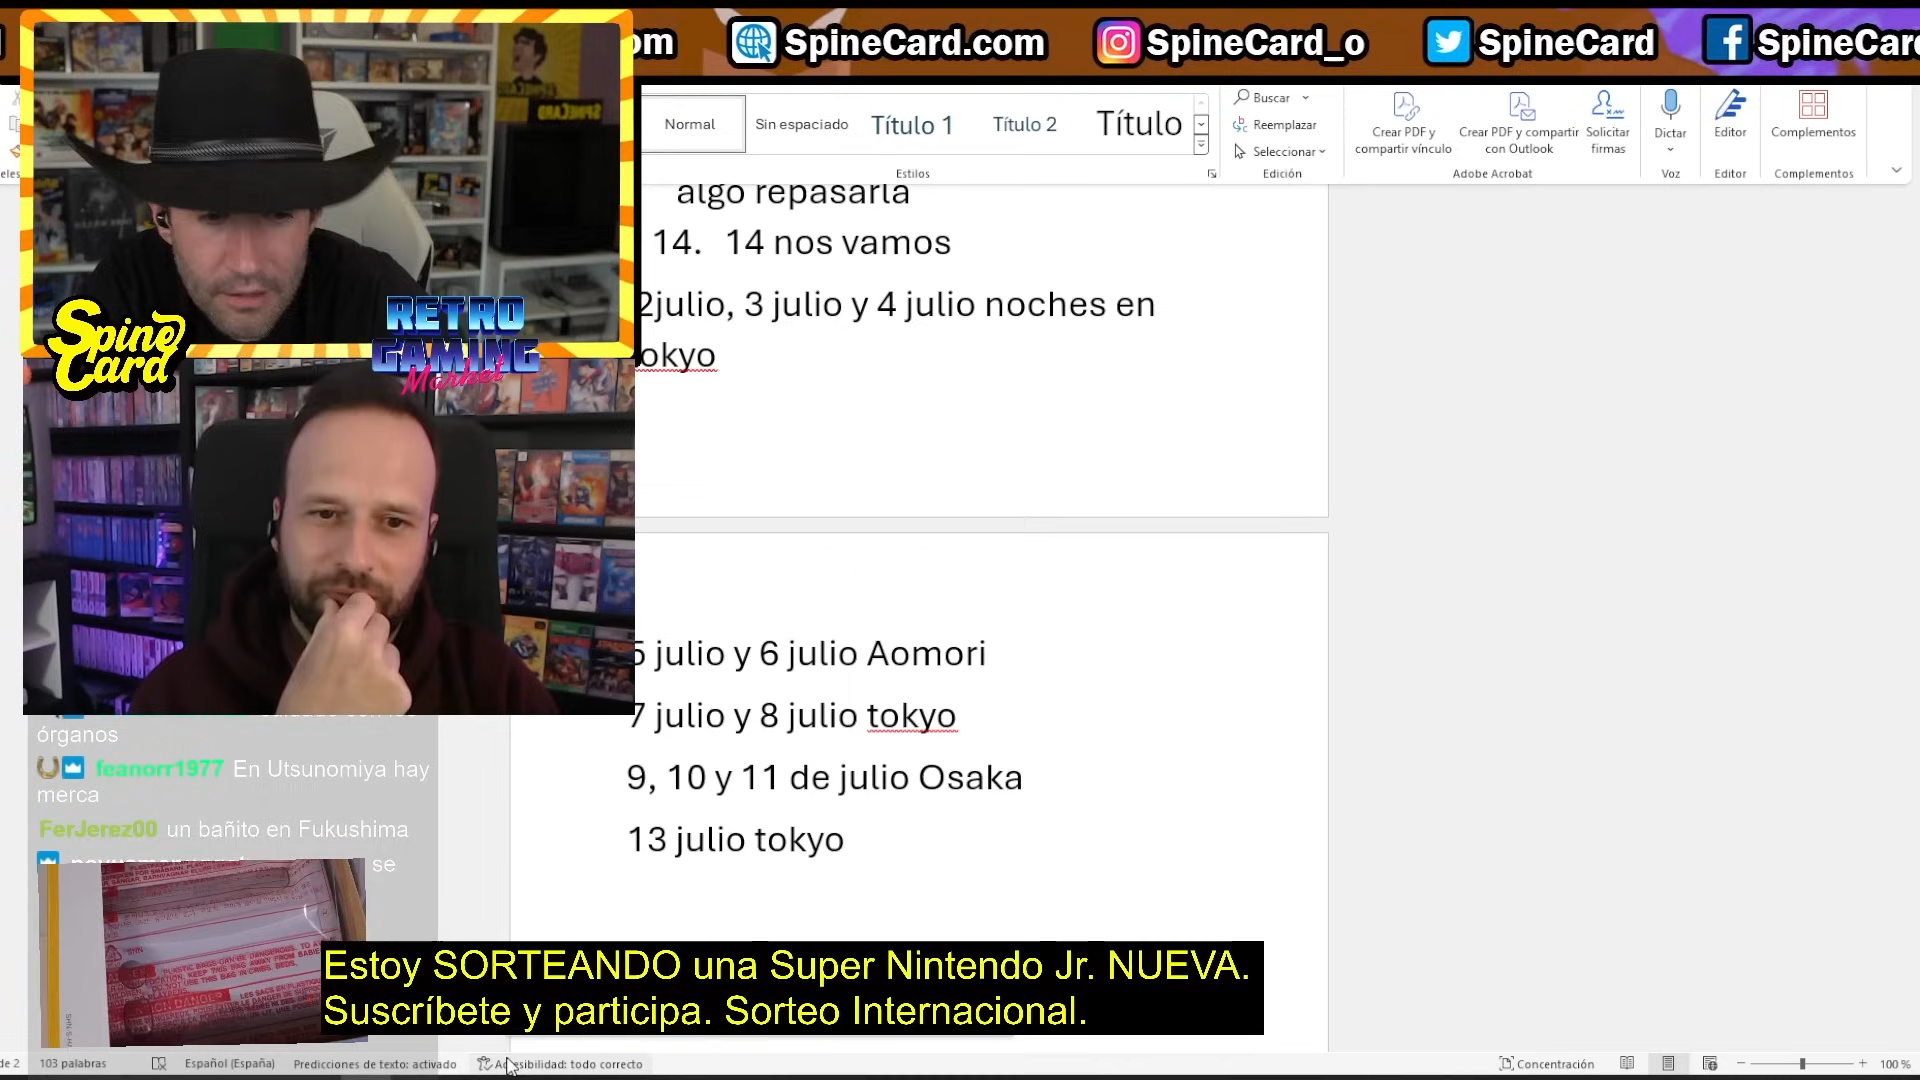 SpineCard.com
SpineCard_o
SpineCard
SpineCar
Normal
Sin espaciado
Título 1
Título 2
Título
Estilos
Buscar
Reemplazar
Seleccionar
Edición
Crear PDF y
compartir vínculo
Crear PDF y compartir
con Outlook
Solicitar
firmas
Adobe Acrobat
Dictar
Voz
Editor
Editor
Complementos
Complementos
algo repasarla
14. 14 nos vamos
2julio, 3 julio y 4 julio noches en
okyo
Spine
Card
RETRO
GAMING
Market
5 julio y 6 julio Aomori
7 julio y 8 julio tokyo
9, 10 y 11 de julio Osaka
13 julio tokyo
órganos
feanorr1977 En Utsunomiya hay
merca
FerJerez00 un bañito en Fukushima
se
Estoy SORTEANDO una Super Nintendo Jr. NUEVA.
Suscríbete y participa. Sorteo Internacional.
de 2
103 palabras
Español (España)
Predicciones de texto: activado
Accesibilidad: todo correcto
Concentración
100 %